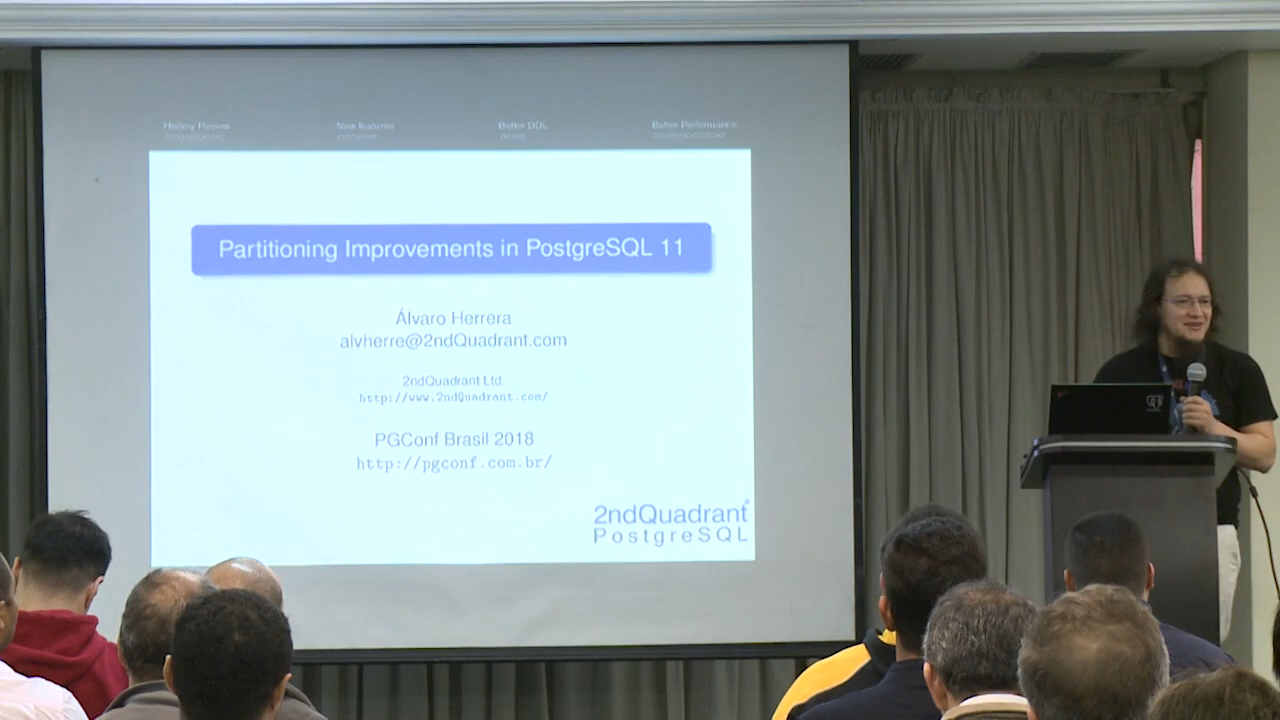 History Review
New features
Better DDL
Better Performance
Partitioning Improvements in PostgreSQL 11
Álvaro Herrera
alvherre@2ndQuadrant.com
2ndQuadrant Ltd.
http://www.2ndQuadrant.com/
PGConf Brasil 2018
http://pgconf.com.br/
2ndQuadrant
PostgreSQL